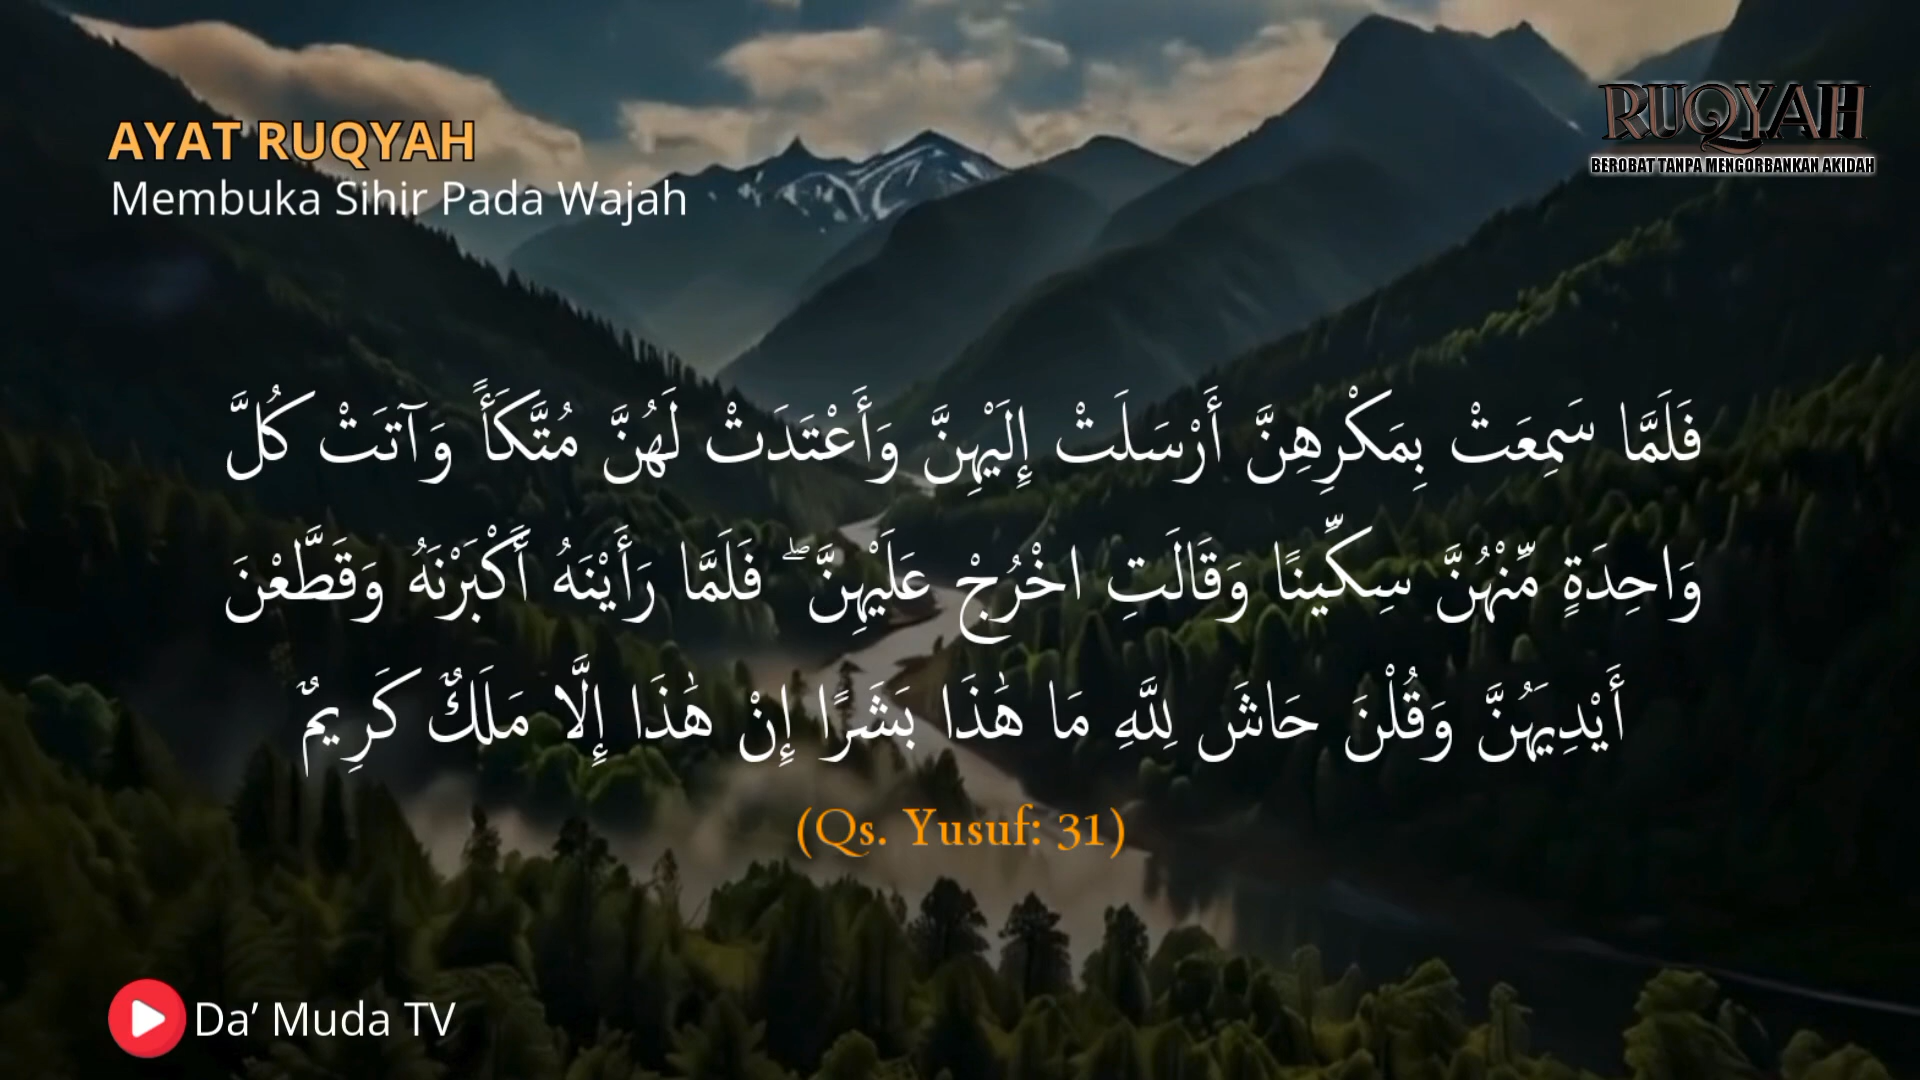 AYAT RUQYAH
Membuka Sihir Pada Wajah
RUQYAH
BEROBAT TANPA MENGORBANKAN AKIDAH
فَلَمَّا سَمِعَتْ بِمَكْرِهِنَّ أَرْسَلَتْ إِلَيْهِنَّ وَأَعْتَدَتْ لَهُنَّ مُتَّكَأً وَآتَتْ كُلَّ
وَاحِدَةٍ مِّنْهُنَّ سِكِّينًا وَقَالَتِ اخْرُجْ عَلَيْهِنَّ ۖ فَلَمَّا رَأَيْنَهُ أَكْبَرْنَهُ وَقَطَّعْنَ
أَيْدِيَهُنَّ وَقُلْنَ حَاشَ لِلَّهِ مَا هَٰذَا بَشَرًا إِنْ هَٰذَا إِلَّا مَلَكٌ كَرِيمٌ
(Qs. Yusuf: 31)
Da’ Muda TV